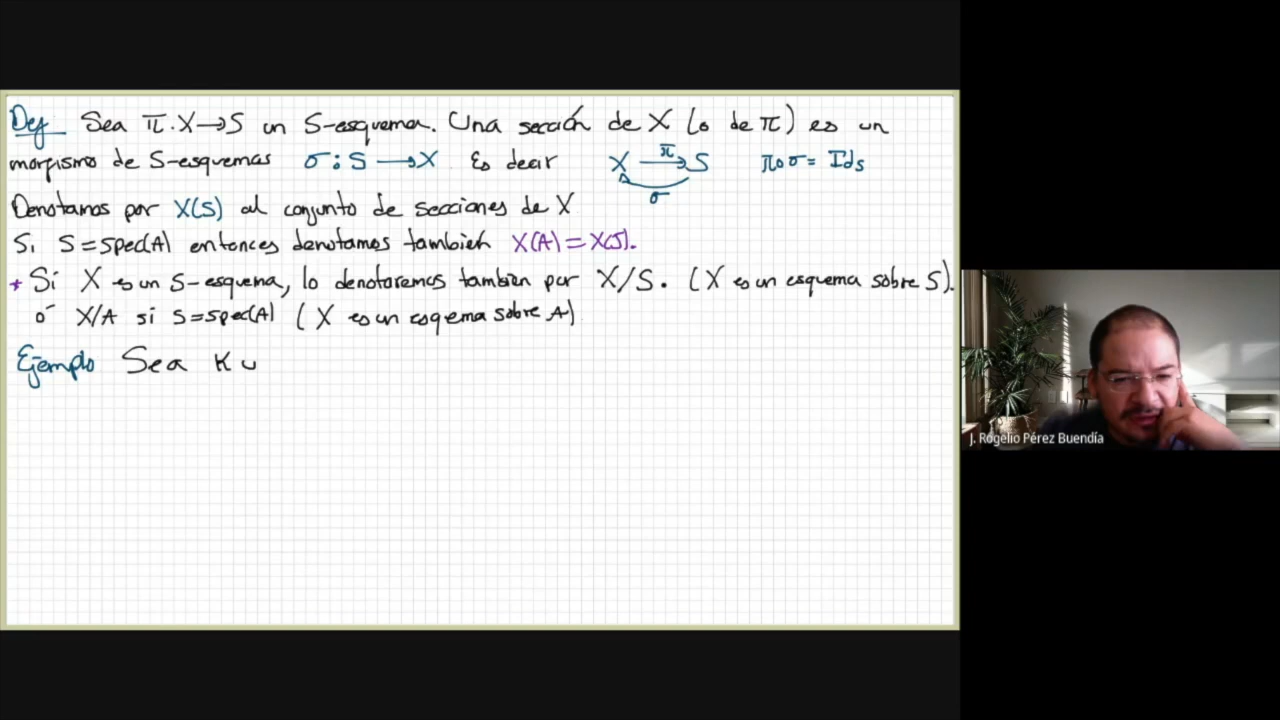 Def Sea π: X→S un S-esquema. Una sección de X (o de π) es un
morfismo de S-esquemas σ: S → X Es decir X —π→ S π∘σ = Id_S
σ
Denotamos por X(S) al conjunto de secciones de X
Si S=spec(A) entonces denotamos también X(A)=X(S).
* Si X es un S-esquema, lo denotaremos tambien por X/S. (X es un esquema sobre S).
ó X/A si S=spec(A) (X es un esqema sobre A)
Ejemplo Sea K u
J. Rogelio Pérez Buendía